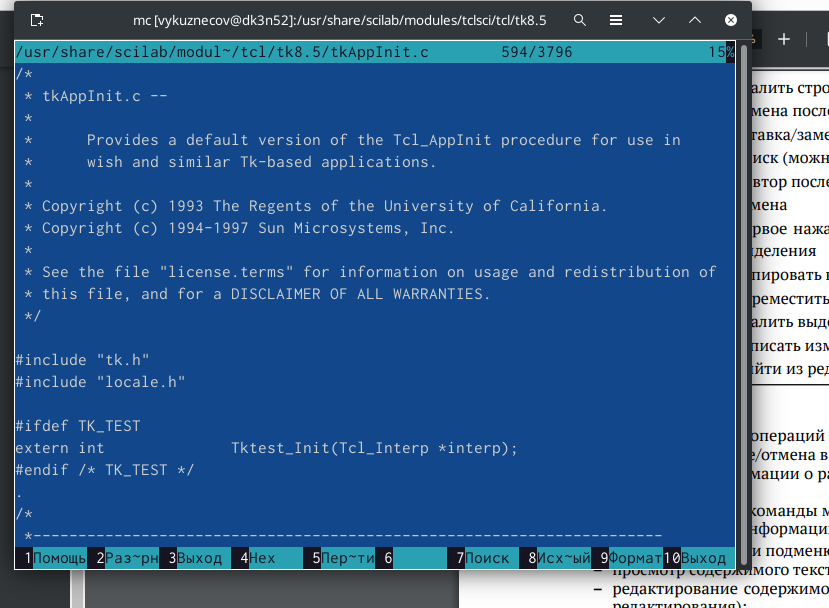 mc [vykuznecov@dk3n52]:/usr/share/scilab/modules/tclsci/tcl/tk8.5
/usr/share/scilab/modul~/tcl/tk8.5/tkAppInit.c 594/3796 15%
/*
* tkAppInit.c --
*
* Provides a default version of the Tcl_AppInit procedure for use in
* wish and similar Tk-based applications.
*
* Copyright (c) 1993 The Regents of the University of California.
* Copyright (c) 1994-1997 Sun Microsystems, Inc.
*
* See the file "license.terms" for information on usage and redistribution of
* this file, and for a DISCLAIMER OF ALL WARRANTIES.
*/
#include "tk.h"
#include "locale.h"
#ifdef TK_TEST
extern int Tktest_Init(Tcl_Interp *interp);
#endif /* TK_TEST */
.
/*
*----------------------------------------------------------------------
1Помощь 2Раз~рн 3Выход 4Hex 5Пер~ти 6 7Поиск 8Исх~ый 9Формат 10Выход
алить стро
мена посл
тавка/заме
иск (можн
втор после
мена
рвое нажа
деления
пировать
реместить
алить выде
писать изм
йти из ред
операций
е/отмена в
мации о ра
команды м
нформаци
и подменю
– просмотр содержимого текст
– редактирование содержимо
редактирования);